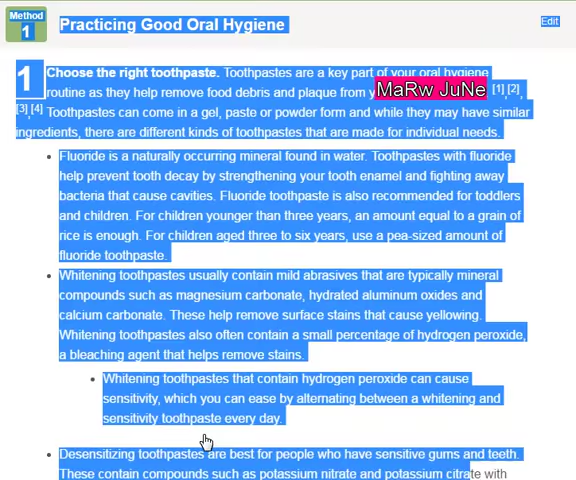 Method
1
Practicing Good Oral Hygiene
Edit
1 Choose the right toothpaste. Toothpastes are a key part of your oral hygiene
routine as they help remove food debris and plaque from y MaRw JuNe [1],[2],
[3],[4] Toothpastes can come in a gel, paste or powder form and while they may have similar
ingredients, there are different kinds of toothpastes that are made for individual needs.
• Fluoride is a naturally occurring mineral found in water. Toothpastes with fluoride
help prevent tooth decay by strengthening your tooth enamel and fighting away
bacteria that cause cavities. Fluoride toothpaste is also recommended for toddlers
and children. For children younger than three years, an amount equal to a grain of
rice is enough. For children aged three to six years, use a pea-sized amount of
fluoride toothpaste.
• Whitening toothpastes usually contain mild abrasives that are typically mineral
compounds such as magnesium carbonate, hydrated aluminum oxides and
calcium carbonate. These help remove surface stains that cause yellowing.
Whitening toothpastes also often contain a small percentage of hydrogen peroxide,
a bleaching agent that helps remove stains.
• Whitening toothpastes that contain hydrogen peroxide can cause
sensitivity, which you can ease by alternating between a whitening and
sensitivity toothpaste every day.
• Desensitizing toothpastes are best for people who have sensitive gums and teeth.
These contain compounds such as potassium nitrate and potassium citrate with